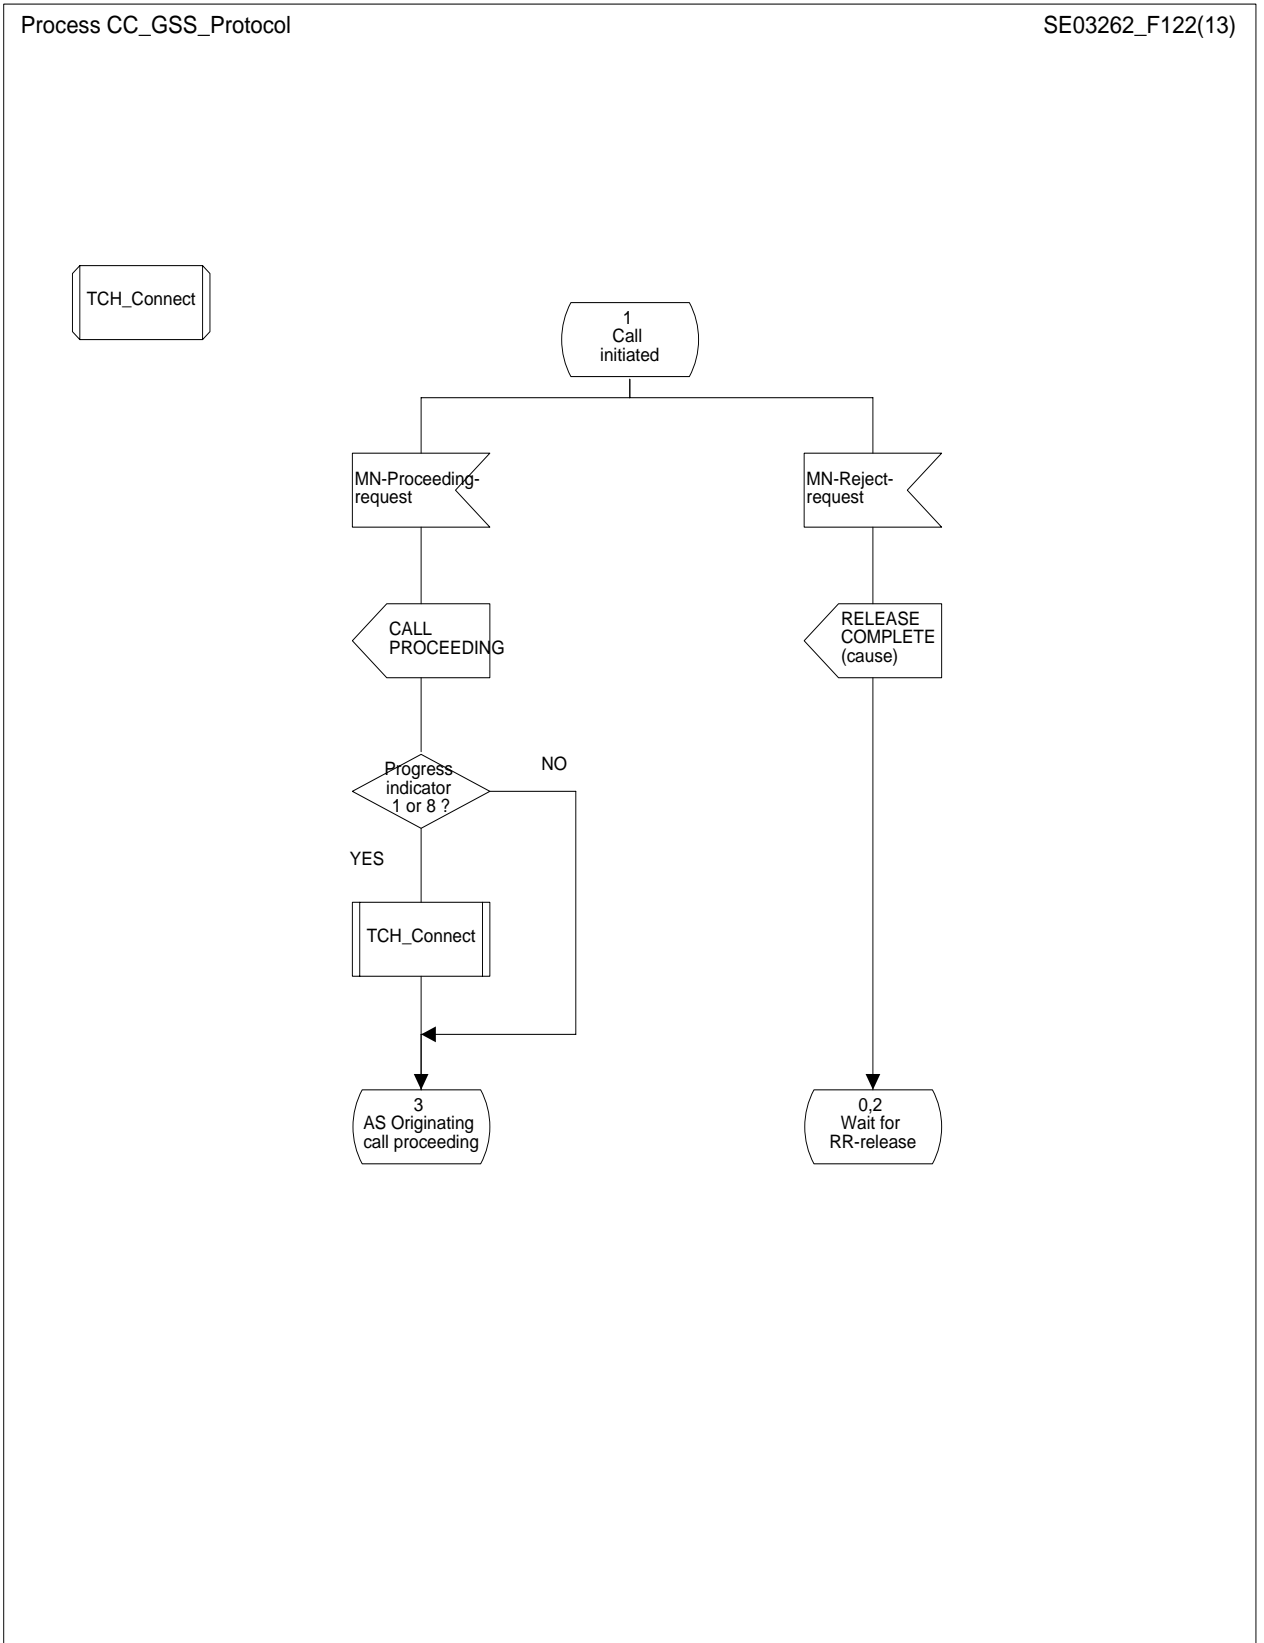 Process CC_GSS_Protocol
SE03262_F122(13)
TCH_Connect
1
Call
initiated
MN-Proceeding-
request
MN-Reject-
request
CALL
PROCEEDING
RELEASE
COMPLETE
(cause)
Progress
indicator
1 or 8 ?
NO
YES
TCH_Connect
3
AS Originating
call proceeding
0,2
Wait for
RR-release